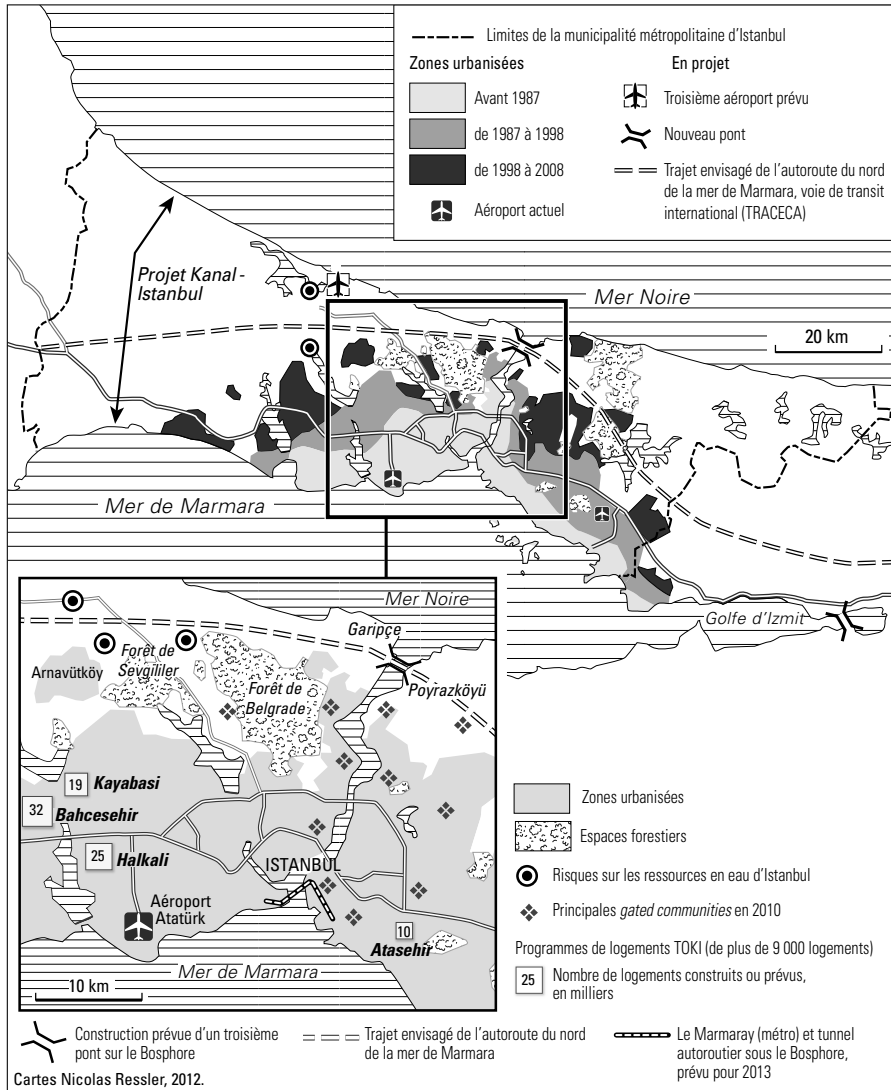 Limites de la municipalité métropolitaine d'Istanbul
Zones urbanisées
Avant 1987
de 1987 à 1998
de 1998 à 2008
Aéroport actuel
En projet
Troisième aéroport prévu
Nouveau pont
Trajet envisagé de l'autoroute du nord
de la mer de Marmara, voie de transit
international (TRACECA)
Projet Kanal -
Istanbul
Mer Noire
20 km
Mer de Marmara
Golfe d'Izmit
Mer Noire
Garipçe
Poyrazköyü
Arnavütköy
Forêt de
Sevgililer
Forêt de
Belgrade
19 Kayabasi
32 Bahcesehir
25 Halkali
ISTANBUL
Aéroport
Atatürk
10
Atasehir
Mer de Marmara
10 km
Zones urbanisées
Espaces forestiers
Risques sur les ressources en eau d'Istanbul
Principales gated communities en 2010
Programmes de logements TOKI (de plus de 9 000 logements)
25 Nombre de logements construits ou prévus,
en milliers
Construction prévue d'un troisième
pont sur le Bosphore
Trajet envisagé de l'autoroute du nord
de la mer de Marmara
Le Marmaray (métro) et tunnel
autoroutier sous le Bosphore,
prévu pour 2013
Cartes Nicolas Ressler, 2012.